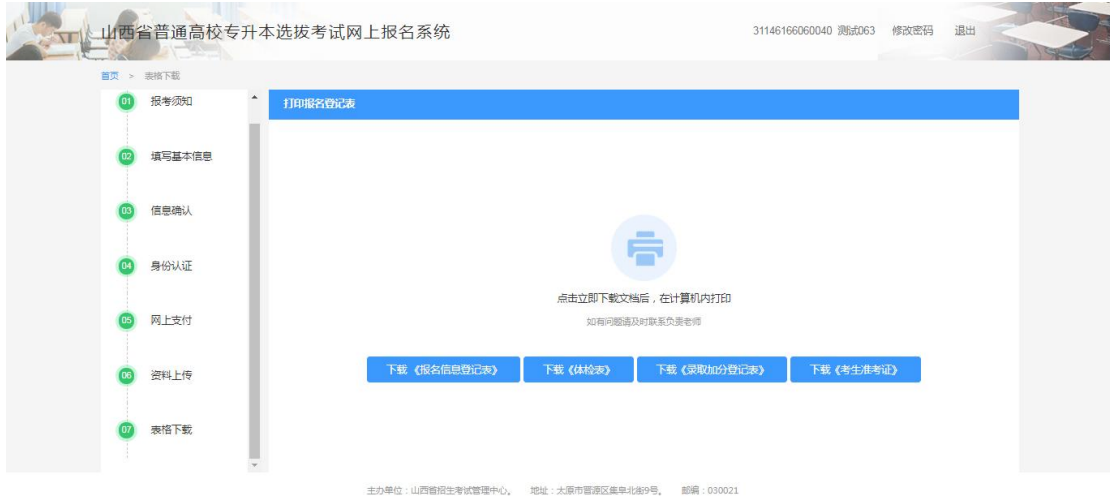 山西省普通高校专升本选拔考试网上报名系统
31146166060040 测试063 修改密码 退出
首页 > 表格下载
01 报考须知
打印报名登记表
02 填写基本信息
03 信息确认
04 身份认证
点击立即下载文档后，在计算机内打印
05 网上支付
如有问题请及时联系负责老师
06 资料上传
下载《报名信息登记表》 下载《体检表》 下载《录取加分登记表》 下载《考生准考证》
07 表格下载
主办单位：山西省招生考试管理中心。 地址：太原市晋源区集阜北街9号。 邮编：030021